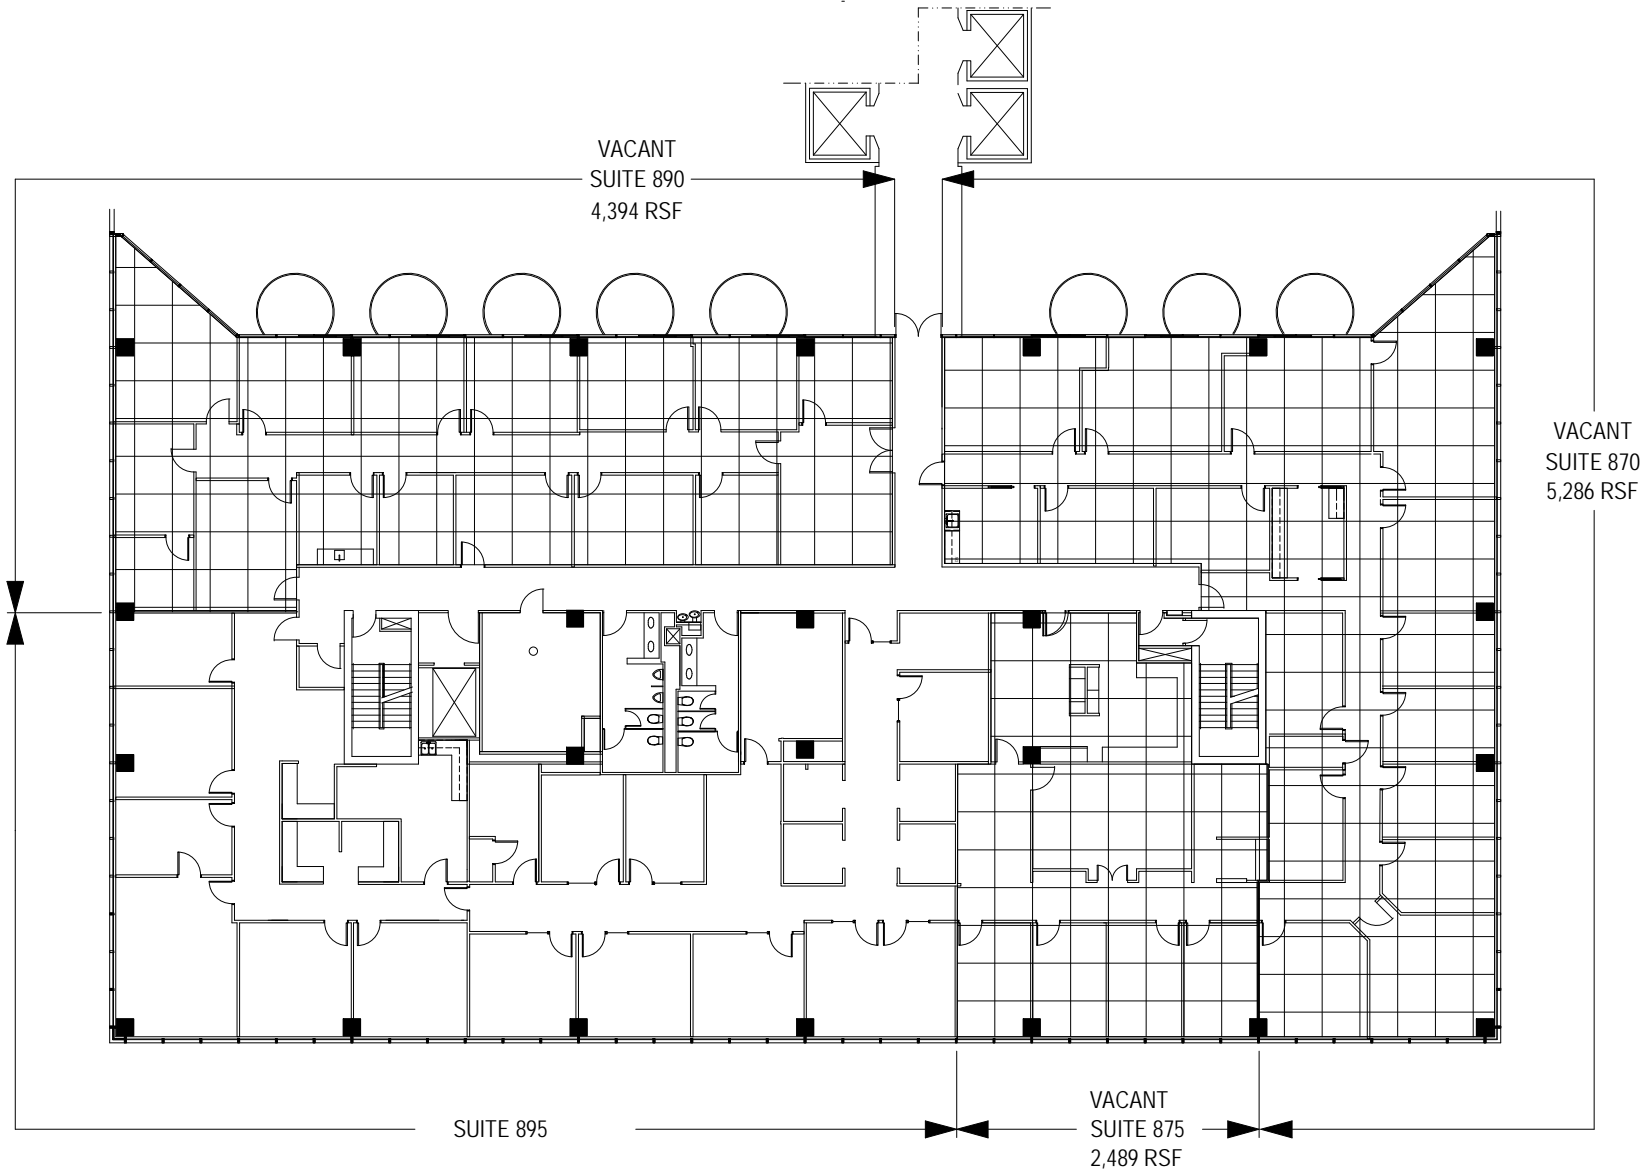 VACANT
SUITE 890
4,394 RSF
VACANT
SUITE 870
5,286 RSF
SUITE 895
VACANT
SUITE 875
2,489 RSF